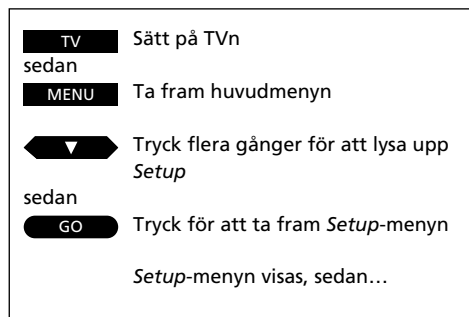 TV Sätt på TVn
sedan
MENU Ta fram huvudmenyn
▼ Tryck flera gånger för att lysa upp
Setup
sedan
GO Tryck för att ta fram Setup-menyn
Setup-menyn visas, sedan…